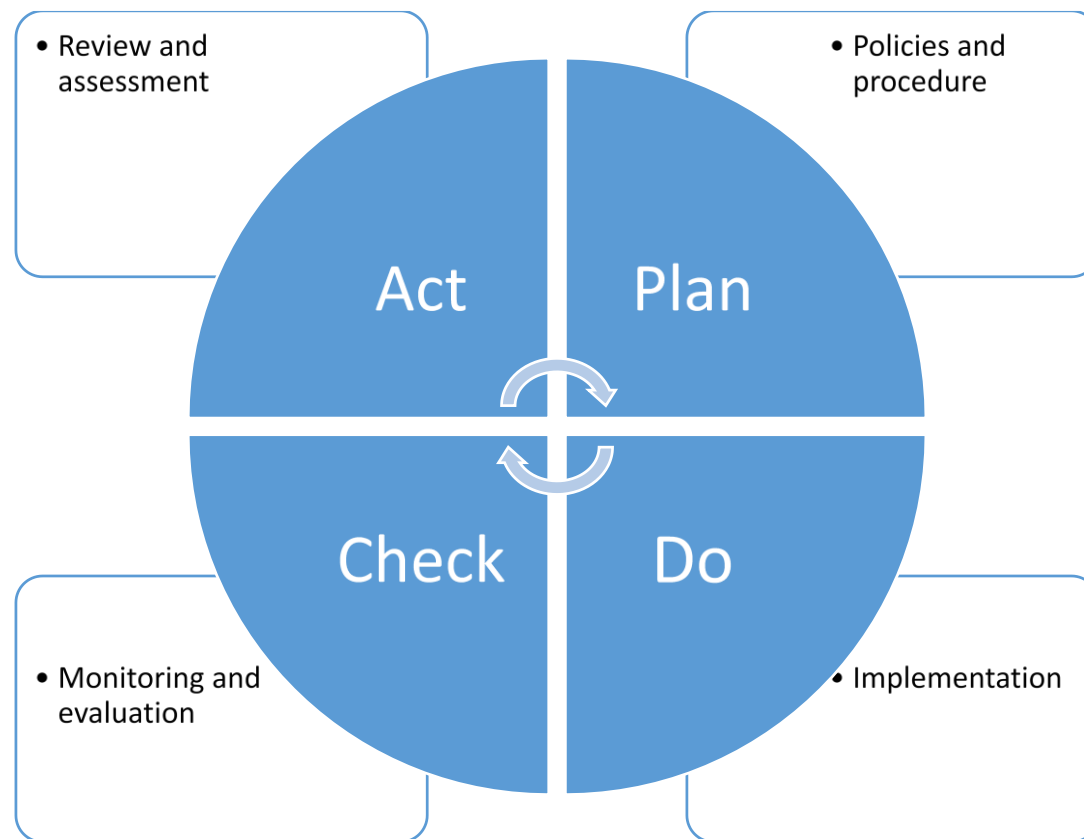 • Review and
assessment
• Policies and
procedure
Act
Plan
Check
Do
• Monitoring and
evaluation
• Implementation